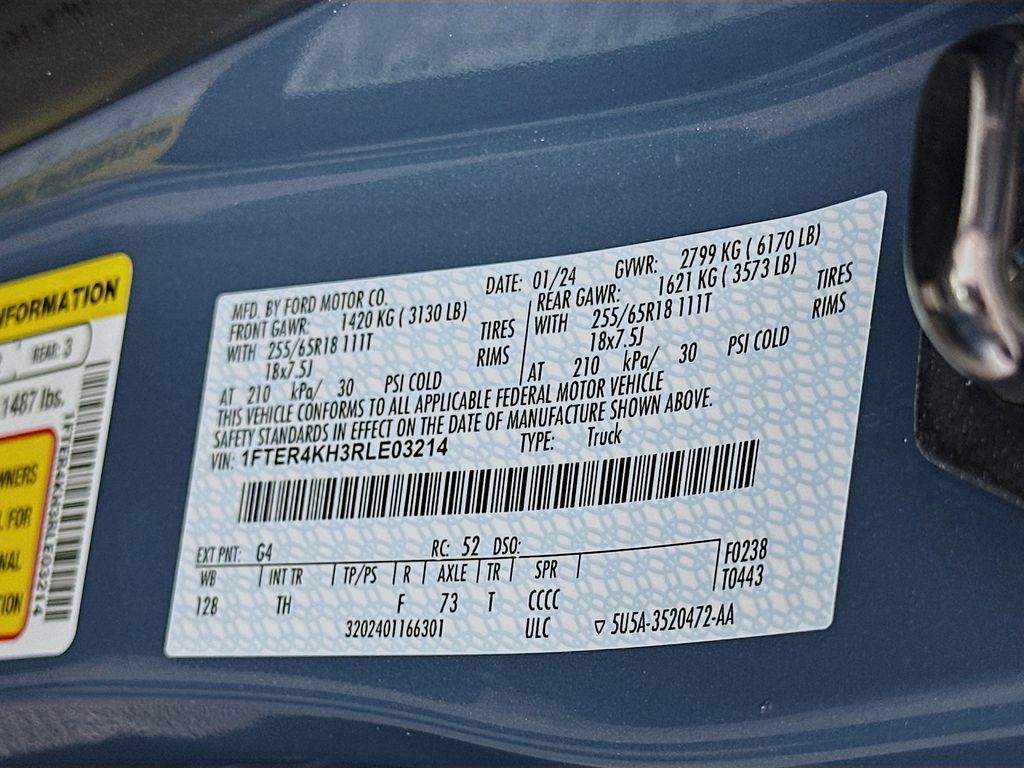 INFORMATION
REAR: 3
1487 lbs.
OWNERS
FOR
1FTER4KH3RLE03214
MFD. BY FORD MOTOR CO.
DATE: 01/24 GVWR: 2799 KG ( 6170 LB)
FRONT GAWR: 1420 KG ( 3130 LB)
REAR GAWR: 1621 KG ( 3573 LB)
WITH 255/65R18 111T TIRES
WITH 255/65R18 111T TIRES
18x7.5J RIMS
18x7.5J RIMS
AT 210 kPa/ 30 PSI COLD
AT 210 kPa/ 30 PSI COLD
THIS VEHICLE CONFORMS TO ALL APPLICABLE FEDERAL MOTOR VEHICLE
SAFETY STANDARDS IN EFFECT ON THE DATE OF MANUFACTURE SHOWN ABOVE.
VIN: 1FTER4KH3RLE03214 TYPE: Truck
EXT PNT: G4 RC: 52 DSO:
WB INT TR TP/PS R AXLE TR SPR F0238
128 TH F 73 T CCCC T0443
3202401166301 ULC ▽ 5U5A-3520472-AA